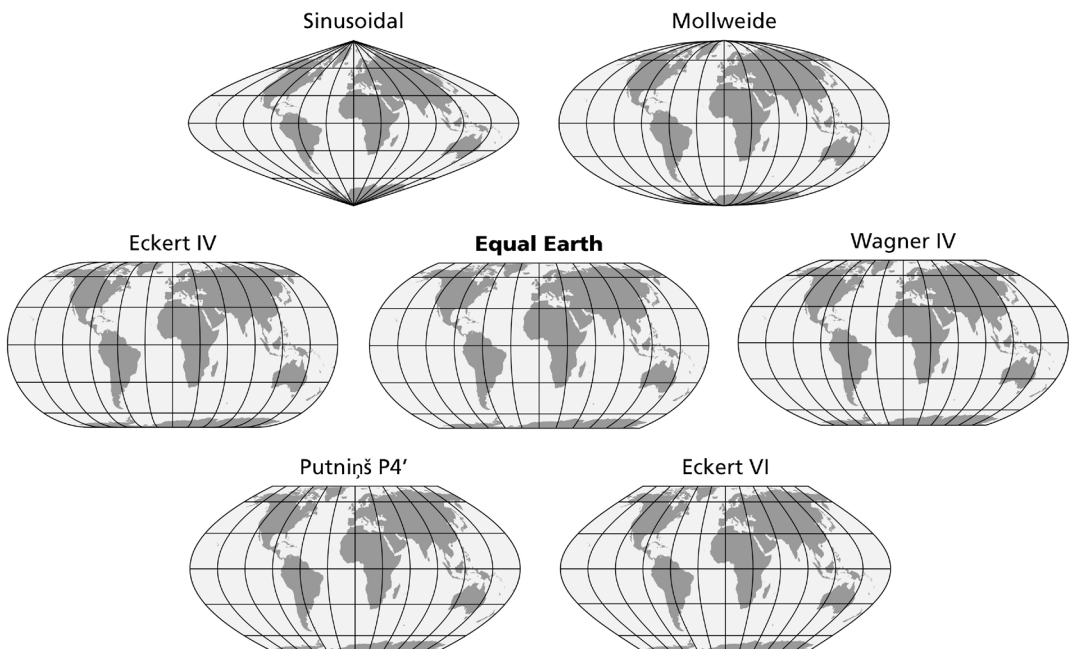 Sinusoidal
Mollweide
Eckert IV
Equal Earth
Wagner IV
Putniņš P4′
Eckert VI